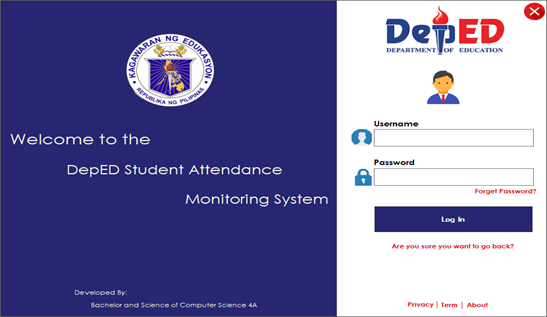 KAGAWARAN NG EDUKASYON
REPUBLIKA NG PILIPINAS
Welcome to the
DepED Student Attendance
Monitoring System
Developed By:
Bachelor and Science of Computer Science 4A
DepED
DEPARTMENT OF EDUCATION
Username
Password
Forget Password?
Log In
Are you sure you want to go back?
Privacy | Term | About